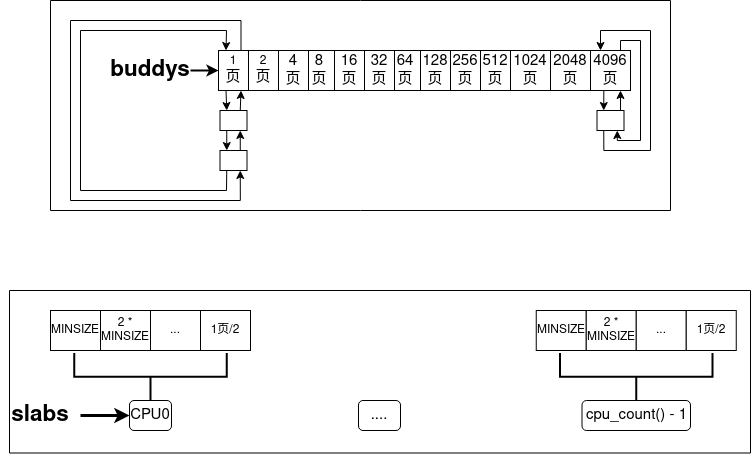 buddys
1
页
2
页
4
页
8
页
16
页
32
页
64
页
128
页
256
页
512
页
1024
页
2048
页
4096
页
MINSIZE
2 *
MINSIZE
...
1页/2
MINSIZE
2 *
MINSIZE
...
1页/2
slabs
CPU0
....
cpu_count() - 1